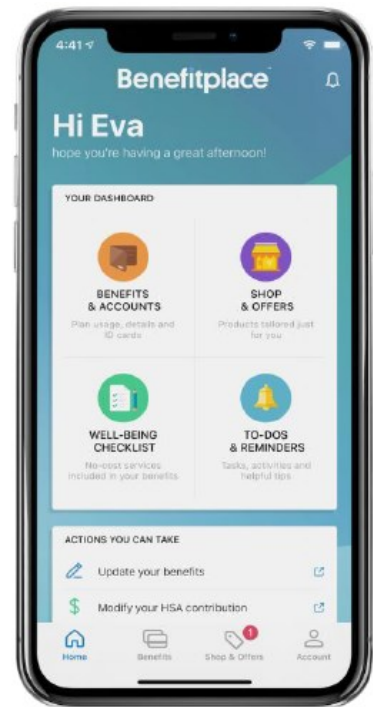 4:41
Benefitplace
Hi Eva
hope you're having a great afternoon!
YOUR DASHBOARD
BENEFITS
& ACCOUNTS
Plan usage, details and
ID cards
SHOP
& OFFERS
Products tailored just
for you
WELL-BEING
CHECKLIST
No-cost services
included in your benefits
TO-DOS
& REMINDERS
Tasks, activities and
helpful tips
ACTIONS YOU CAN TAKE
Update your benefits
$ Modify your HSA contribution
1
Home
Benefits
Shop & Offers
Account